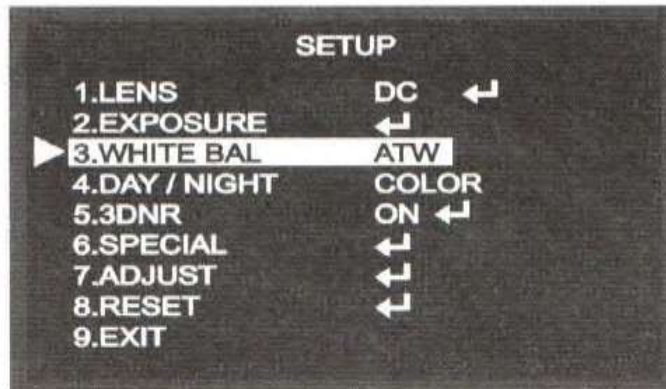 SETUP
1.LENS DC ↵
2.EXPOSURE ↵
3.WHITE BAL ATW
4.DAY / NIGHT COLOR
5.3DNR ON ↵
6.SPECIAL ↵
7.ADJUST ↵
8.RESET ↵
9.EXIT